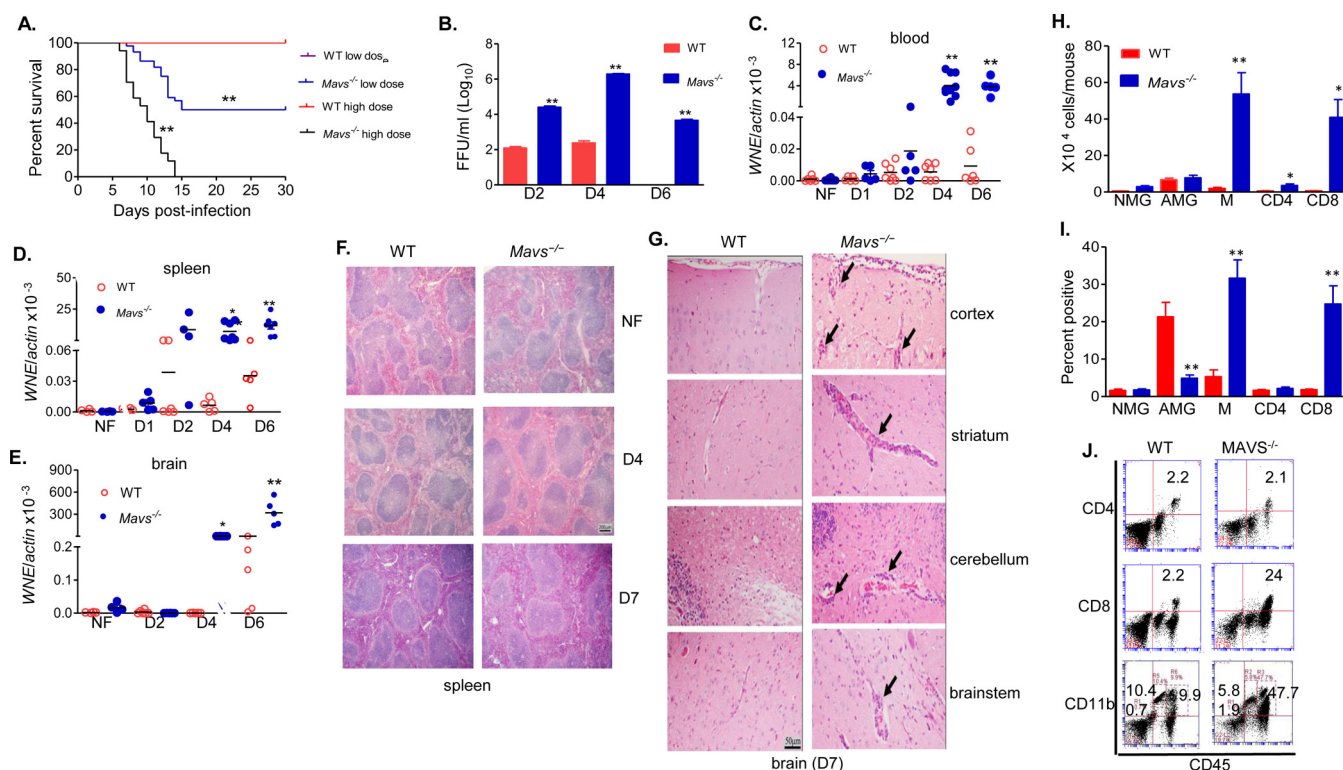 A.
Percent survival
100
80
60
40
20
0
0 10 20 30
Days post-infection
WT low dose
Mavs-/- low dose
WT high dose
Mavs-/- high dose
**
**
B.
WT
Mavs-/-
FFU/ml (Log10)
8
6
4
2
0
** ** **
D2 D4 D6
C.
WT
Mavs-/-
blood
WNE/actin x10-3
12
8
4
0.04
0.02
0.00
** **
NF D1 D2 D4 D6
D.
spleen
WT
Mavs-/-
WNE/actin x10-3
50
25
0.06
0.03
0.00
* * **
NF D1 D2 D4 D6
E.
brain
WT
Mavs-/-
WNE/actin x10-3
900
600
300
0.2
0.1
0.0
* **
NF D2 D4 D6
F.
WT Mavs-/-
NF
D4
D7
spleen
G.
WT Mavs-/-
cortex
striatum
cerebellum
brainstem
50µm
brain (D7)
H.
WT
Mavs-/-
X10 4 cells/mouse
80
60
40
20
0
** * *
NMG AMG M CD4 CD8
I.
Percent positive
40
30
20
10
0
** ** **
NMG AMG M CD4 CD8
J.
WT MAVS-/-
CD4
2.2 2.1
CD8
2.2 24
CD11b
10.4 9.9 5.8 47.7
0.7 1.9
CD45